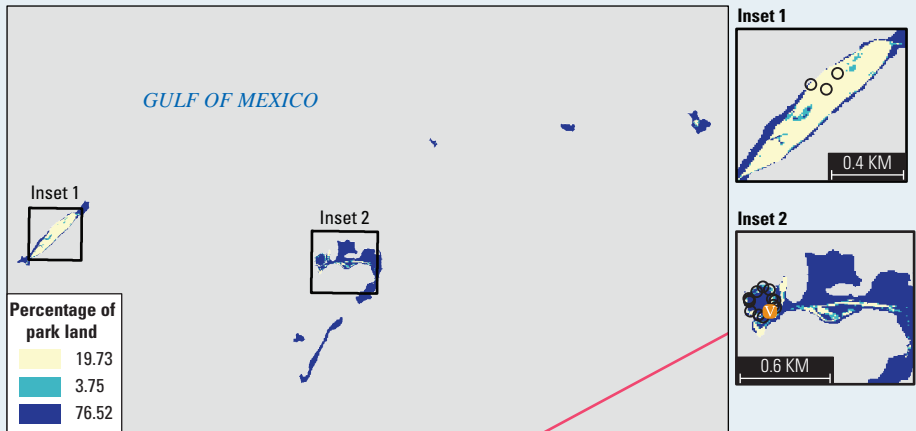 GULF OF MEXICO
Inset 1
Inset 2
Percentage of
park land
19.73
3.75
76.52
Inset 1
0.4 KM
Inset 2
V
0.6 KM